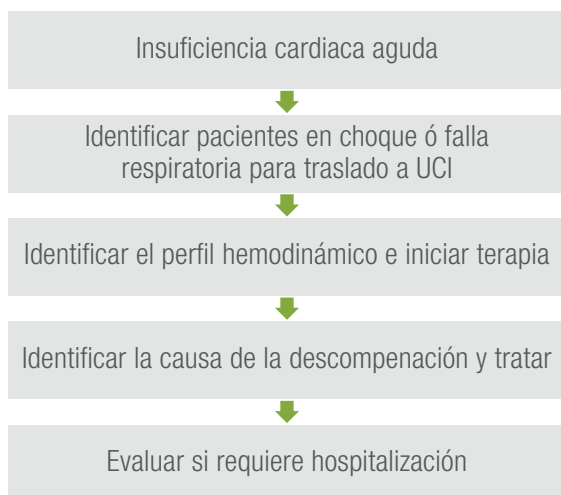 Insuficiencia cardiaca aguda
Identificar pacientes en choque ó falla
respiratoria para traslado a UCI
Identificar el perfil hemodinámico e iniciar terapia
Identificar la causa de la descompenación y tratar
Evaluar si requiere hospitalización